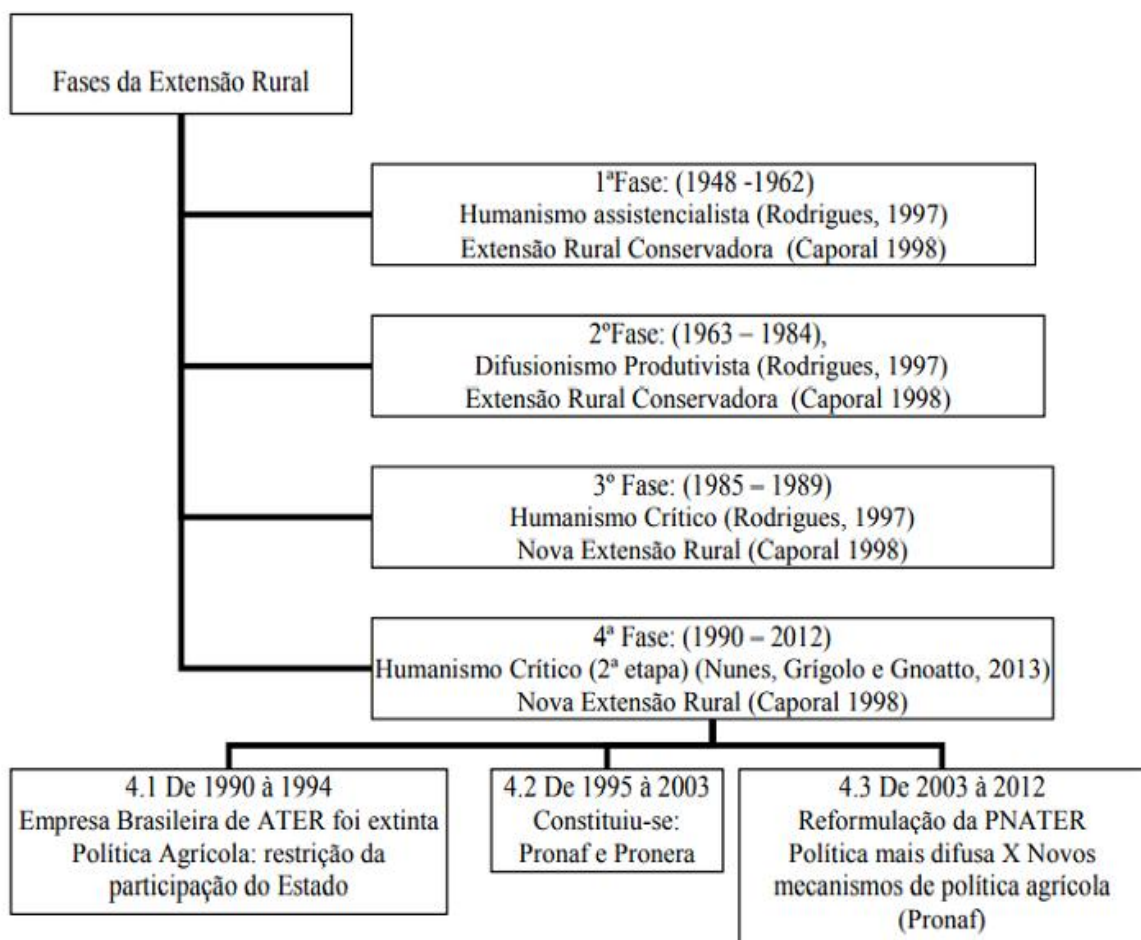 Fases da Extensão Rural
1ªFase: (1948 -1962)
Humanismo assistencialista (Rodrigues, 1997)
Extensão Rural Conservadora (Caporal 1998)
2ºFase: (1963 – 1984),
Difusionismo Produtivista (Rodrigues, 1997)
Extensão Rural Conservadora (Caporal 1998)
3º Fase: (1985 – 1989)
Humanismo Crítico (Rodrigues, 1997)
Nova Extensão Rural (Caporal 1998)
4ª Fase: (1990 – 2012)
Humanismo Crítico (2ª etapa) (Nunes, Grígolo e Gnoatto, 2013)
Nova Extensão Rural (Caporal 1998)
4.1 De 1990 à 1994
Empresa Brasileira de ATER foi extinta
Política Agrícola: restrição da
participação do Estado
4.2 De 1995 à 2003
Constituiu-se:
Pronaf e Pronera
4.3 De 2003 à 2012
Reformulação da PNATER
Política mais difusa X Novos
mecanismos de política agrícola
(Pronaf)